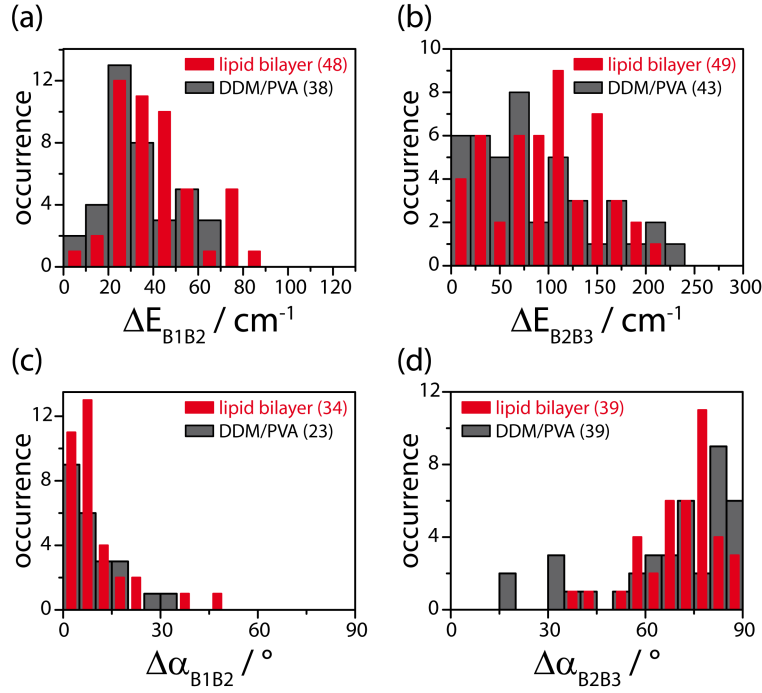 (a)
lipid bilayer (48)
DDM/PVA (38)
occurrence
12
8
4
0
0 20 40 60 80 100 120
ΔE_B1B2 / cm⁻¹
(b)
lipid bilayer (49)
DDM/PVA (43)
occurrence
10
8
6
4
2
0
0 50 100 150 200 250 300
ΔE_B2B3 / cm⁻¹
(c)
lipid bilayer (34)
DDM/PVA (23)
occurrence
12
8
4
0
0 30 60 90
Δα_B1B2 / °
(d)
lipid bilayer (39)
DDM/PVA (39)
occurrence
12
8
4
0
0 30 60 90
Δα_B2B3 / °